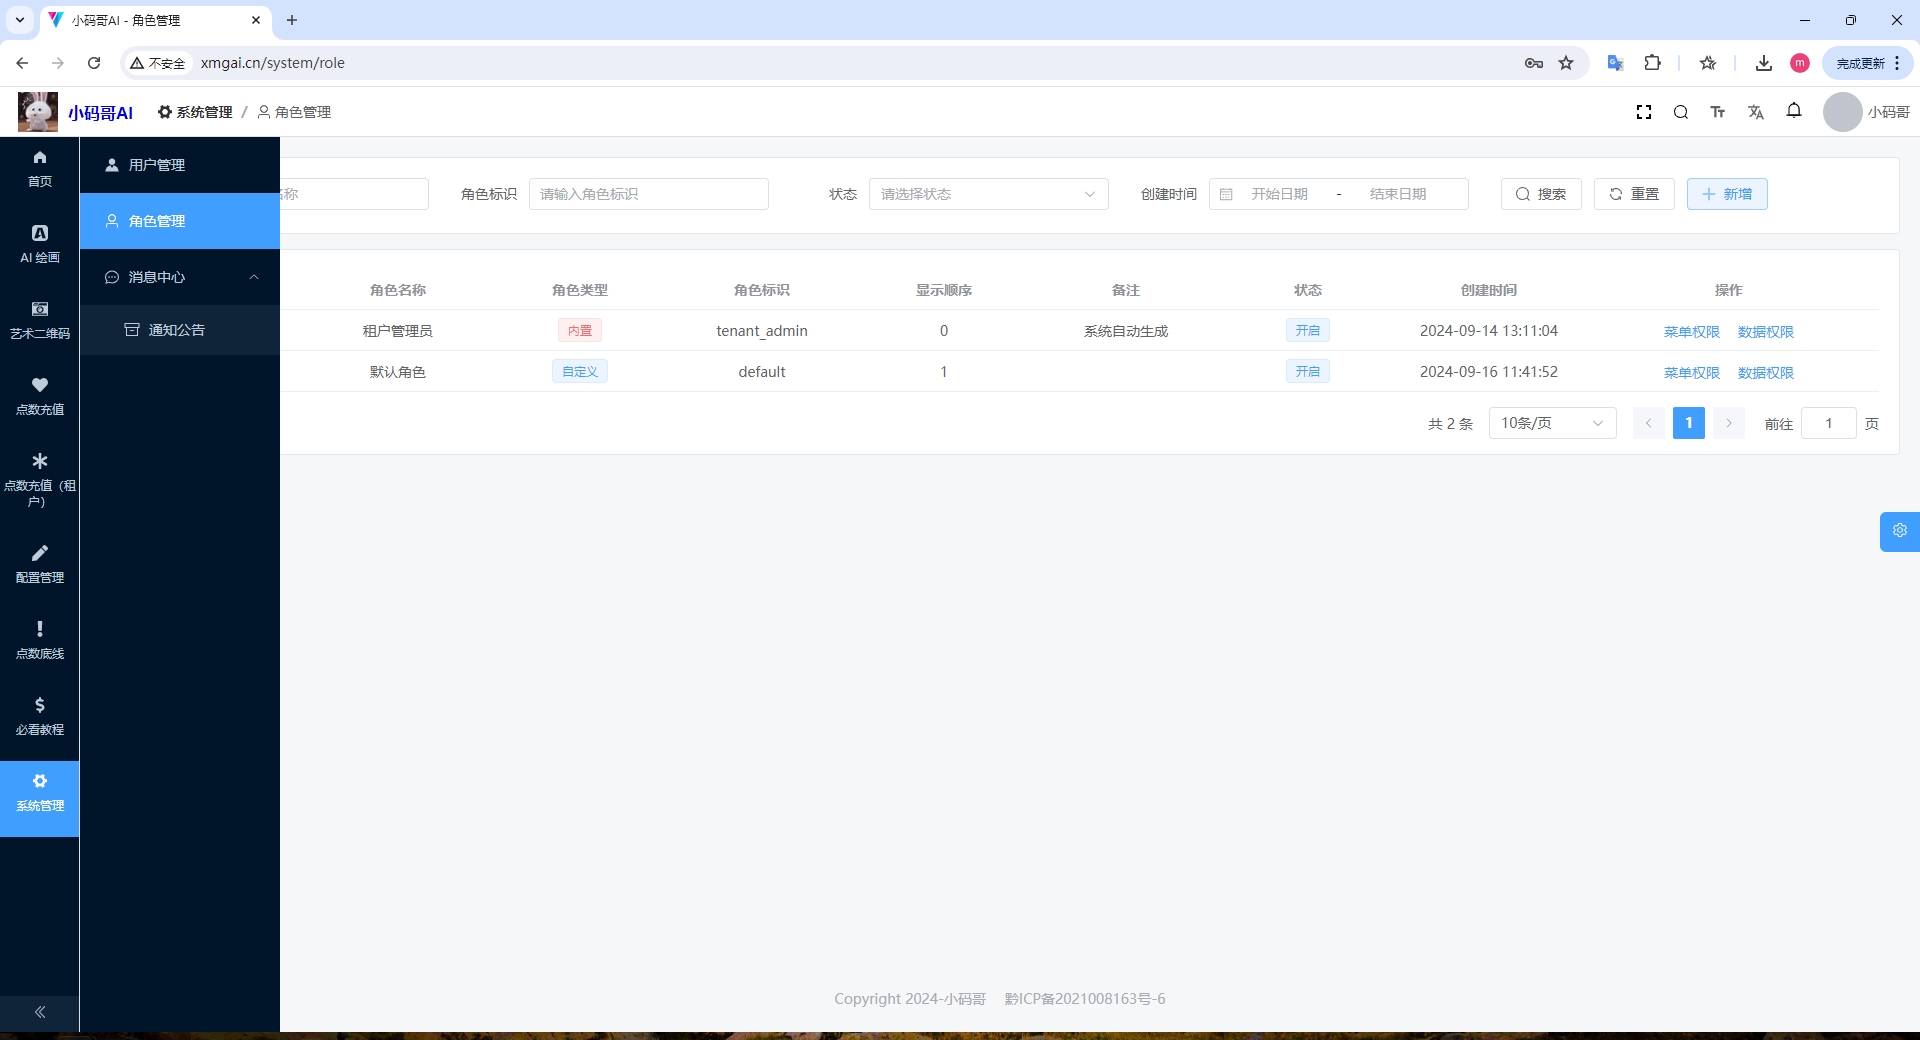 小码哥AI - 角色管理
不安全 xmgai.cn/system/role
m 完成更新
小码哥AI 系统管理 / 角色管理
小码哥
首页
AI 绘画
艺术二维码
点数充值
点数充值（租
户）
配置管理
点数底线
必看教程
系统管理
用户管理
角色管理
消息中心
通知公告
称 角色标识 请输入角色标识 状态 请选择状态 创建时间 开始日期 - 结束日期 搜索 重置 新增
角色名称 角色类型 角色标识 显示顺序 备注 状态 创建时间 操作
租户管理员 内置 tenant_admin 0 系统自动生成 开启 2024-09-14 13:11:04 菜单权限 数据权限
默认角色 自定义 default 1 开启 2024-09-16 11:41:52 菜单权限 数据权限
共 2 条 10条/页 1 前往 1 页
Copyright 2024-小码哥 黔ICP备2021008163号-6